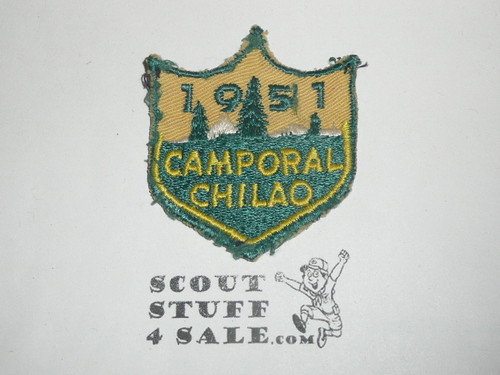 1951
CAMPORAL
CHILAO
SCOUT
STUFF
4 SALE.COM